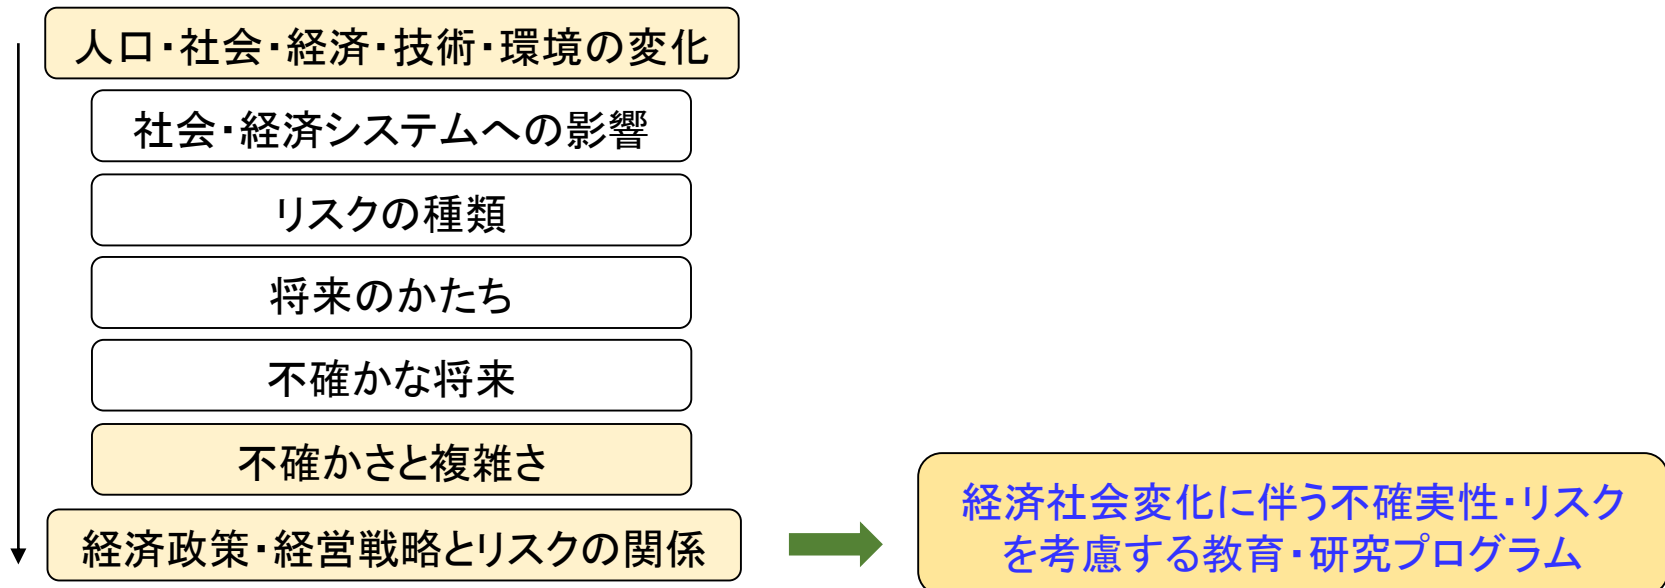 人口・社会・経済・技術・環境の変化
社会・経済システムへの影響
リスクの種類
将来のかたち
不確かな将来
不確かさと複雑さ
経済政策・経営戦略とリスクの関係
経済社会変化に伴う不確実性・リスク
を考慮する教育・研究プログラム